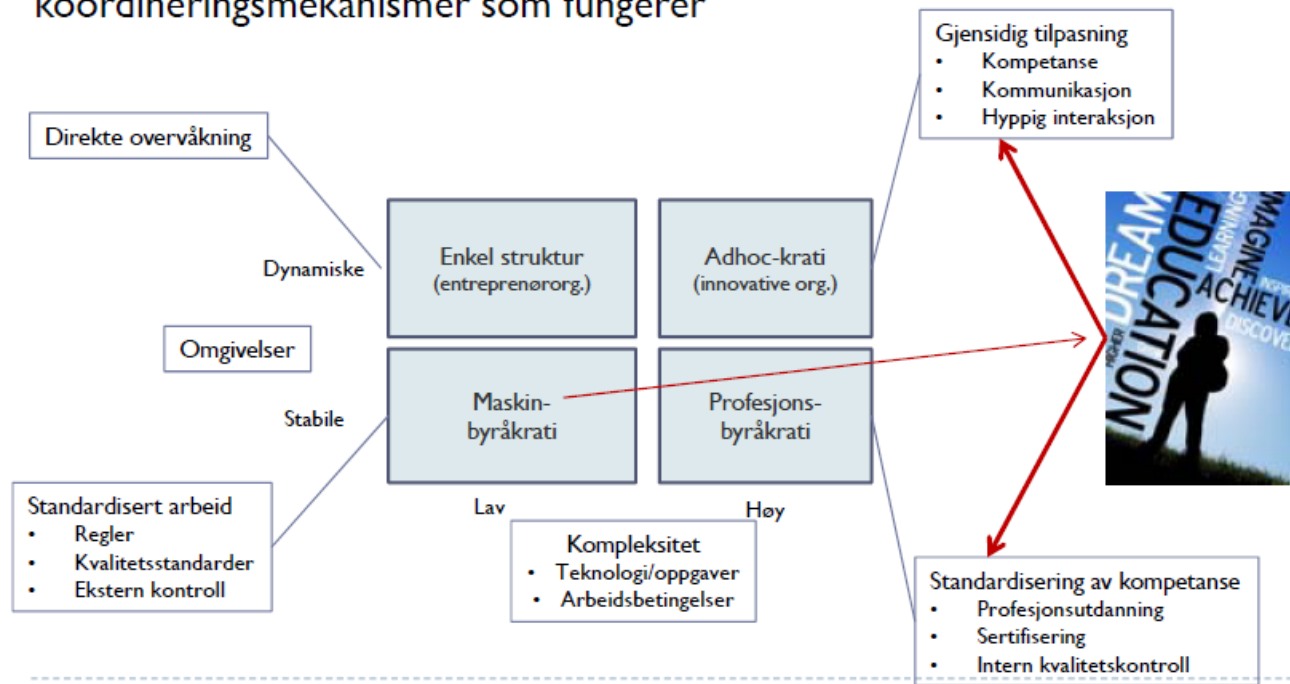 koordineringsmekanismer som fungerer
Gjensidig tilpasning
• Kompetanse
• Kommunikasjon
• Hyppig interaksjon
Direkte overvåkning
Dynamiske
Enkel struktur
(entreprenørorg.)
Adhoc-krati
(innovative org.)
Omgivelser
Stabile
Maskin-
byråkrati
Profesjons-
byråkrati
HIGHER
DREAM
EDUCATION
LEARNING
ACHIEVE
DISCOVE
Standardisert arbeid
• Regler
• Kvalitetsstandarder
• Ekstern kontroll
Lav
Høy
Kompleksitet
• Teknologi/oppgaver
• Arbeidsbetingelser
Standardisering av kompetanse
• Profesjonsutdanning
• Sertifisering
• Intern kvalitetskontroll